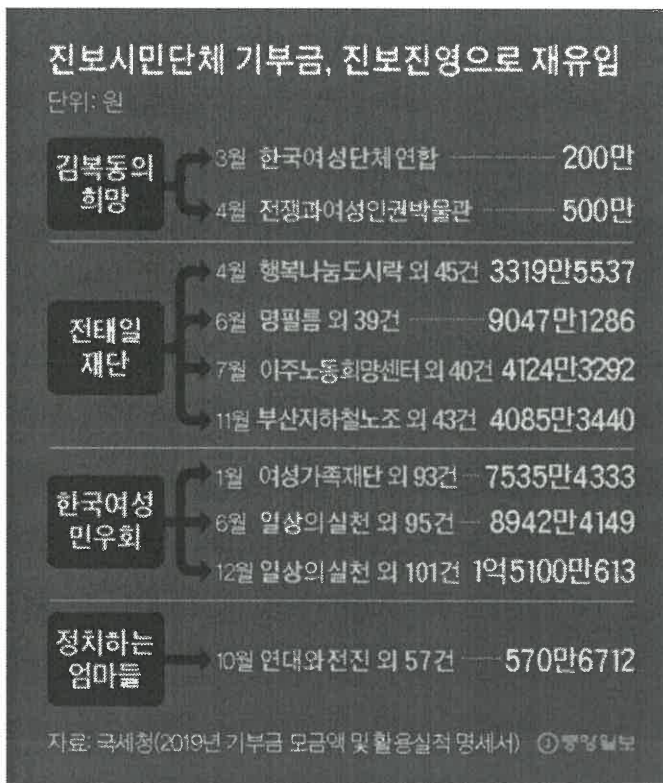 진보시민단체 기부금, 진보진영으로 재유입
단위: 원
김복동의
희망
3월 한국여성단체연합 200만
4월 전쟁과여성인권박물관 500만
전태일
재단
4월 행복나눔도시락 외 45건 3319만5537
6월 명필름 외 39건 9047만1286
7월 이주노동희망센터 외 40건 4124만3292
11월 부산지하철노조 외 43건 4085만3440
한국여성
민우회
1월 여성가족재단 외 93건 7535만4333
6월 일상의실천 외 95건 8942만4149
12월 일상의실천 외 101건 1억5100만613
정치하는
엄마들
10월 연대와전진 외 57건 570만6712
자료: 국세청(2019년 기부금 모금액 및 활용실적 명세서) 중앙일보